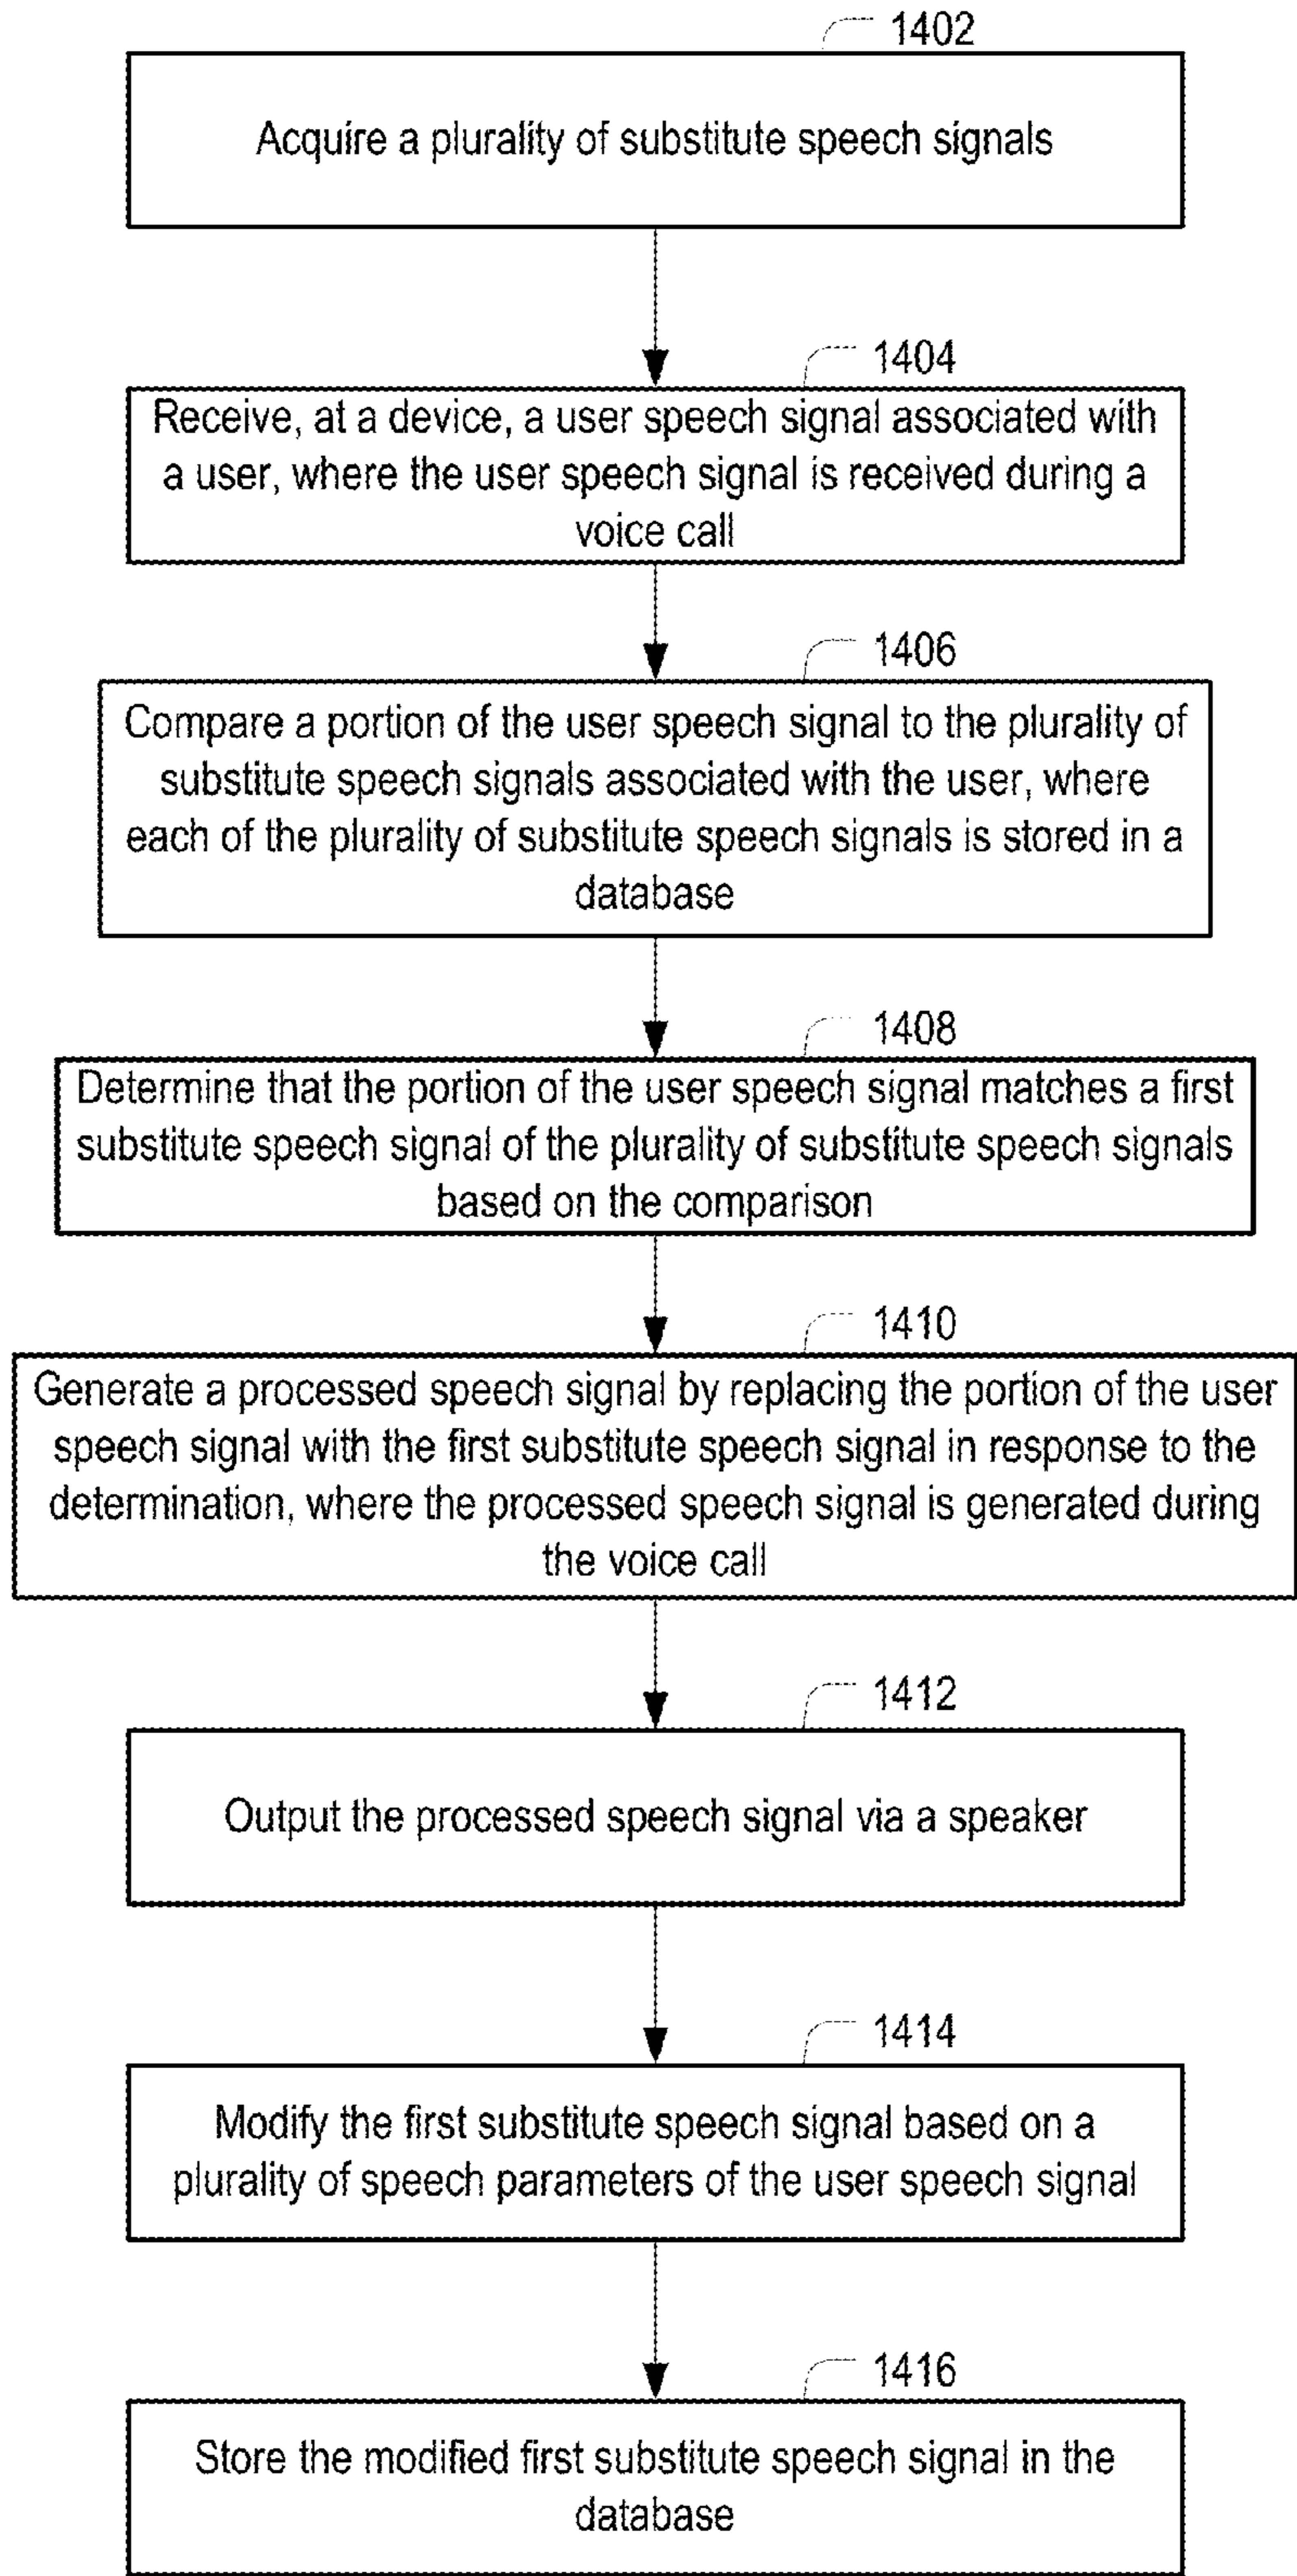 1402
Acquire a plurality of substitute speech signals
1404
Receive, at a device, a user speech signal associated with
a user, where the user speech signal is received during a
voice call
1406
Compare a portion of the user speech signal to the plurality of
substitute speech signals associated with the user, where
each of the plurality of substitute speech signals is stored in a
database
1408
Determine that the portion of the user speech signal matches a first
substitute speech signal of the plurality of substitute speech signals
based on the comparison
1410
Generate a processed speech signal by replacing the portion of the user
speech signal with the first substitute speech signal in response to the
determination, where the processed speech signal is generated during
the voice call
1412
Output the processed speech signal via a speaker
1414
Modify the first substitute speech signal based on a
plurality of speech parameters of the user speech signal
1416
Store the modified first substitute speech signal in the
database